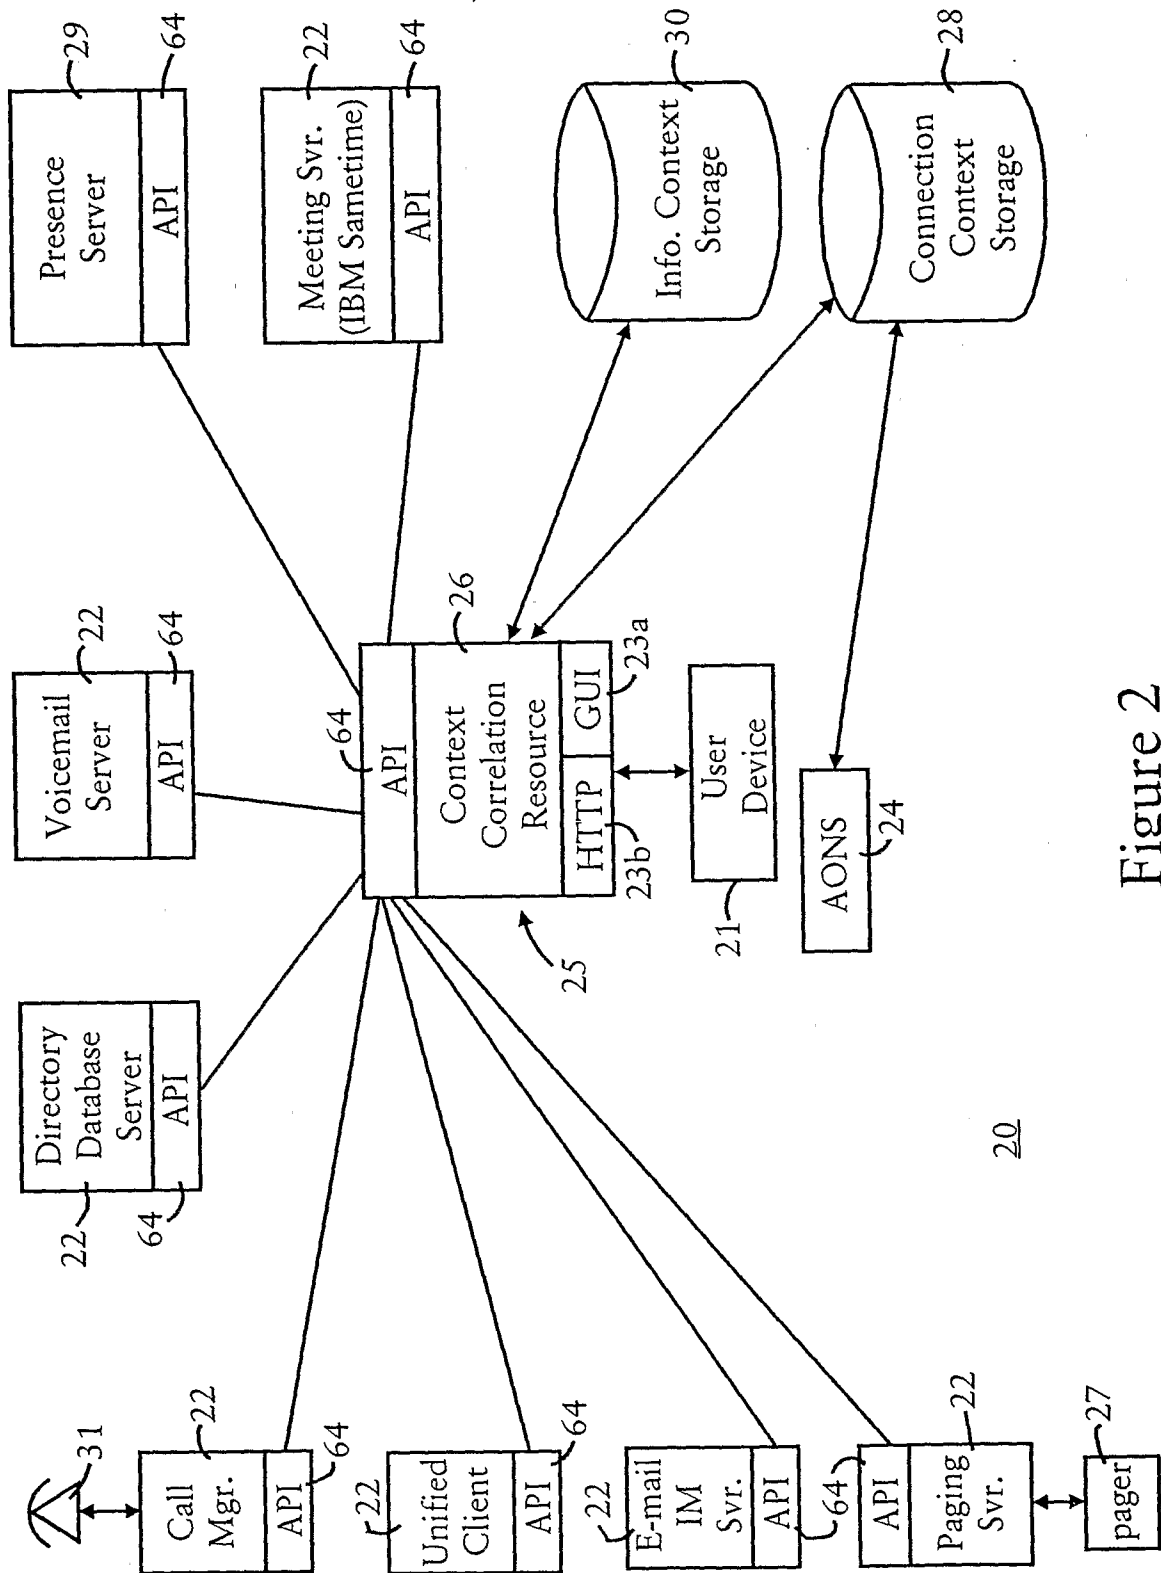 31
Call
Mgr.
API
22
64
Unified
Client
API
22
64
22
E-mail
IM
Svr.
API
64
API
Paging
Svr.
22
pager
27
Directory
Database
Server
API
22
64
Voicemail
Server
API
22
64
Presence
Server
API
29
64
Meeting Svr.
(IBM Sametime)
API
22
64
64
API
Context
Correlation
Resource
26
HTTP
GUI
23b
23a
25
User
Device
21
AONS
24
Info. Context
Storage
30
Connection
Context
Storage
28
20
Figure 2